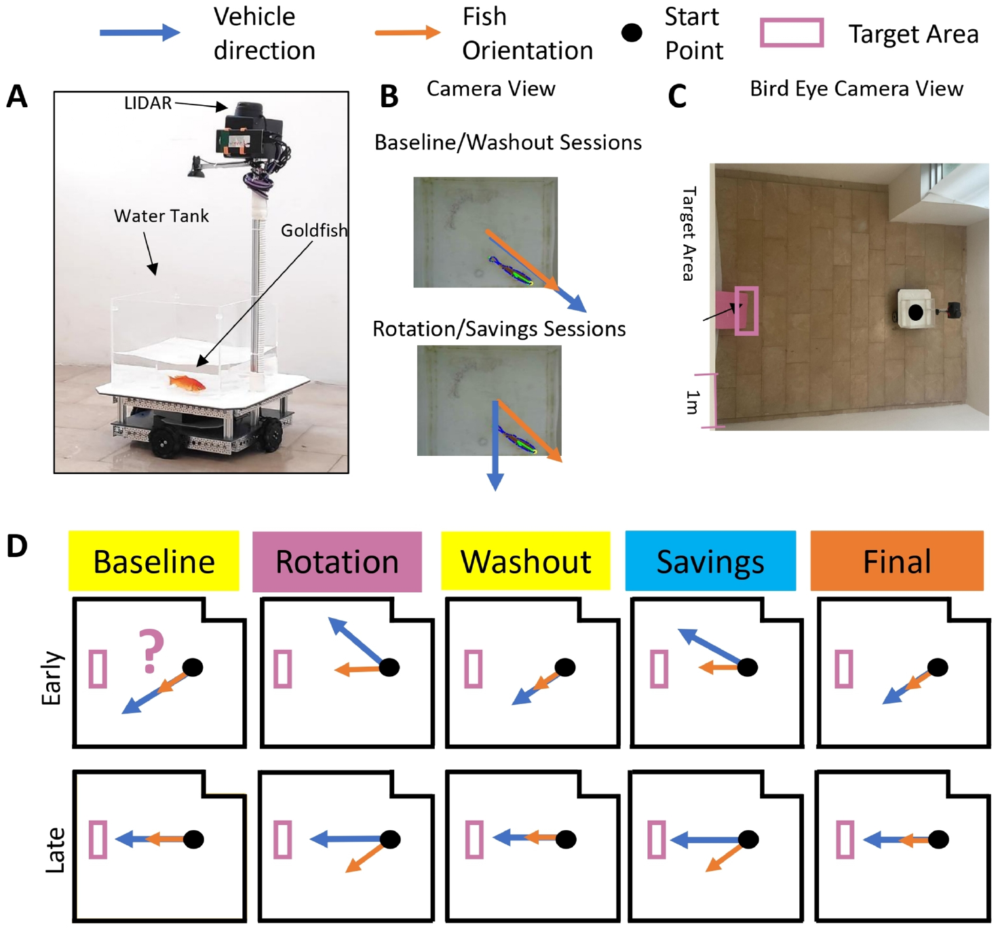 Vehicle
direction
Fish
Orientation
Start
Point
Target Area
A
LIDAR
Water Tank
Goldfish
B
Camera View
Baseline/Washout Sessions
Rotation/Savings Sessions
C
Bird Eye Camera View
Target Area
1m
D
Baseline
Rotation
Washout
Savings
Final
Early
?
Late